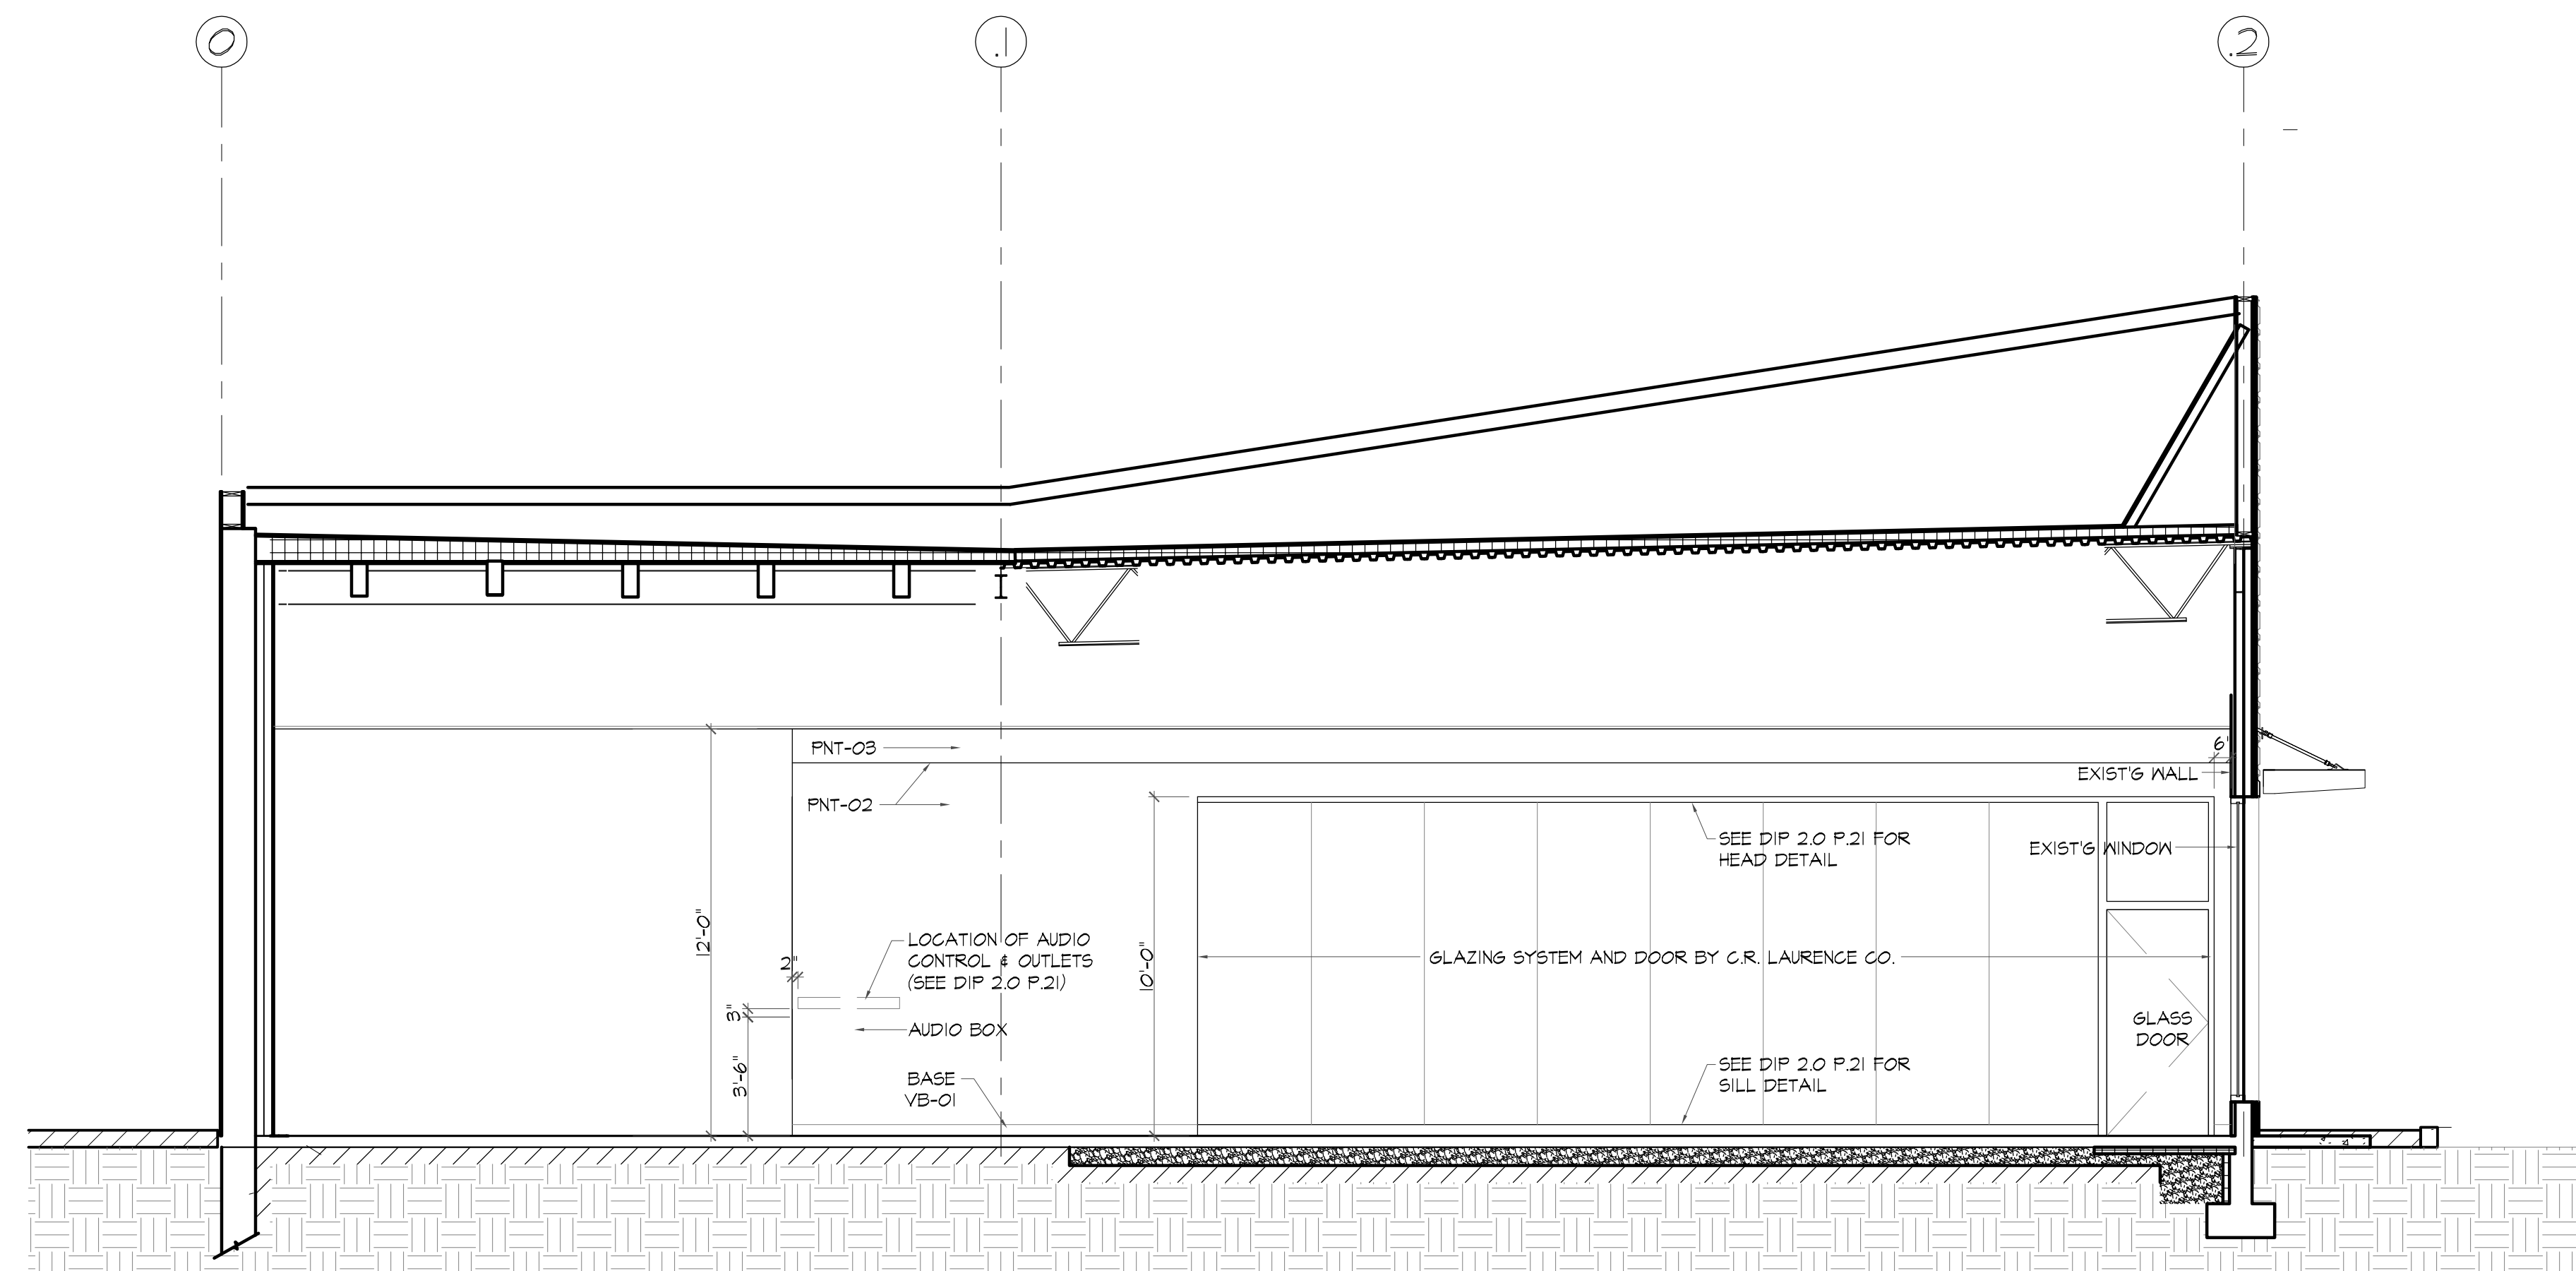 0
.1
.2
PNT-03
6"
EXIST'G WALL
PNT-02
SEE DIP 2.0 P.21 FOR
HEAD DETAIL
EXIST'G WINDOW
12'-0"
LOCATION OF AUDIO
CONTROL & OUTLETS
(SEE DIP 2.0 P.21)
2"
10'-0"
GLAZING SYSTEM AND DOOR BY C.R. LAURENCE CO.
3"
AUDIO BOX
GLASS
DOOR
3'-6"
BASE
VB-01
SEE DIP 2.0 P.21 FOR
SILL DETAIL